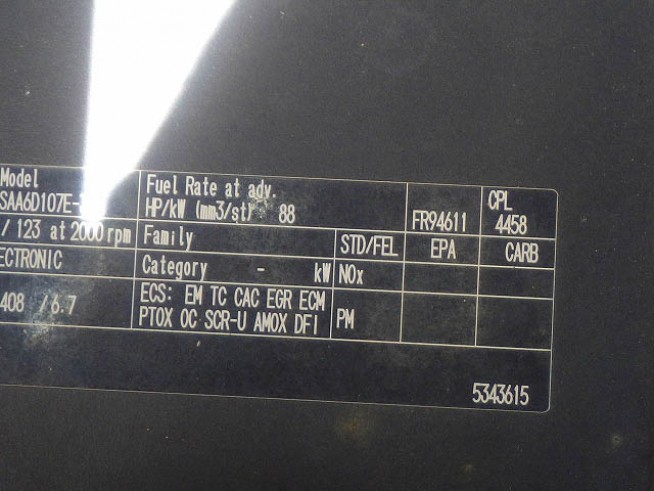 Model
SAA6D107E-
Fuel Rate at adv.
HP/kW (mm3/st) 88
FR94611
CPL
4458
/ 123 at 2000 rpm
Family
STD/FEL
EPA
CARB
ECTRONIC
Category - kW
NOx
408 /6.7
ECS: EM TC CAC EGR ECM
PTOX OC SCR-U AMOX DFI
PM
5343615